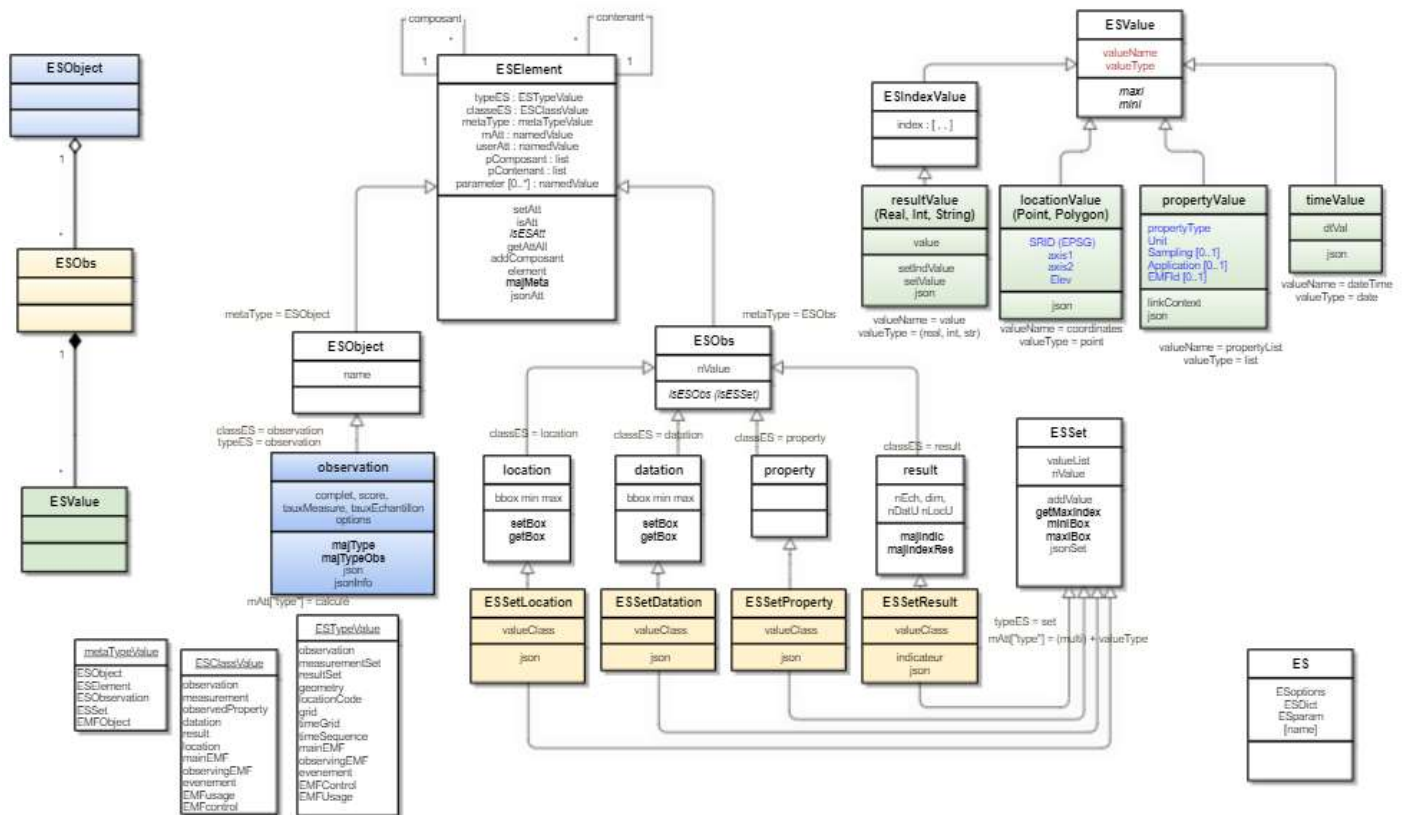 composant
*
1
contenant
*
1
ESObject
1
*
ESObs
1
*
ESValue
ESElement
typeES : ESTypeValue
classeES : ESClassValue
metaType : metaTypeValue
mAtt : namedValue
userAtt : namedValue
pComposant : list
pContenant : list
parameter [0..*] : namedValue
setAtt
isAtt
isESAtt
getAttAll
addComposant
element
majMeta
jsonAtt
ESValue
valueName
valueType
maxi
mini
ESIndexValue
index : [ , . ]
resultValue
(Real, Int, String)
value
setIndValue
setValue
json
valueName = value
valueType = (real, int, str)
locationValue
(Point, Polygon)
SRID (EPSG)
axis1
axis2
Elev
json
valueName = coordinates
valueType = point
propertyValue
propertyType
Unit
Sampling [0..1]
Application [0..1]
EMFId [0..1]
linkContext
json
valueName = propertyList
valueType = list
timeValue
dtVal
json
valueName = dateTime
valueType = date
metaType = ESObject
ESObject
name
metaType = ESObs
ESObs
nValue
isESObs (isESSet)
classES = observation
typeES = observation
observation
complet, score,
tauxMeasure, tauxEchantillon
options
majType
majTypeObs
json
jsonInfo
mAtt["type"] = calcule
classES = location
location
bbox min max
setBox
getBox
classES = datation
datation
bbox min max
setBox
getBox
classES = property
property
classES = result
result
nEch, dim,
nDatU nLocU
majIndic
majIndexRes
ESSet
valueList
nValue
addValue
getMaxIndex
miniBox
maxiBox
jsonSet
ESSetLocation
valueClass
json
ESSetDatation
valueClass
json
ESSetProperty
valueClass
json
ESSetResult
valueClass
indicateur
json
typeES = set
mAtt["type"] = (multi) + valueType
metaTypeValue
ESObject
ESElement
ESObservation
ESSet
EMFObject
ESClassValue
observation
measurement
observedProperty
datation
result
location
mainEMF
observingEMF
evenement
EMFusage
EMFcontrol
ESTypeValue
observation
measurementSet
resultSet
geometry
locationCode
grid
timeGrid
timeSequence
mainEMF
observingEMF
evenement
EMFControl
EMFUsage
ES
ESoptions
ESDict
ESparam
[name]